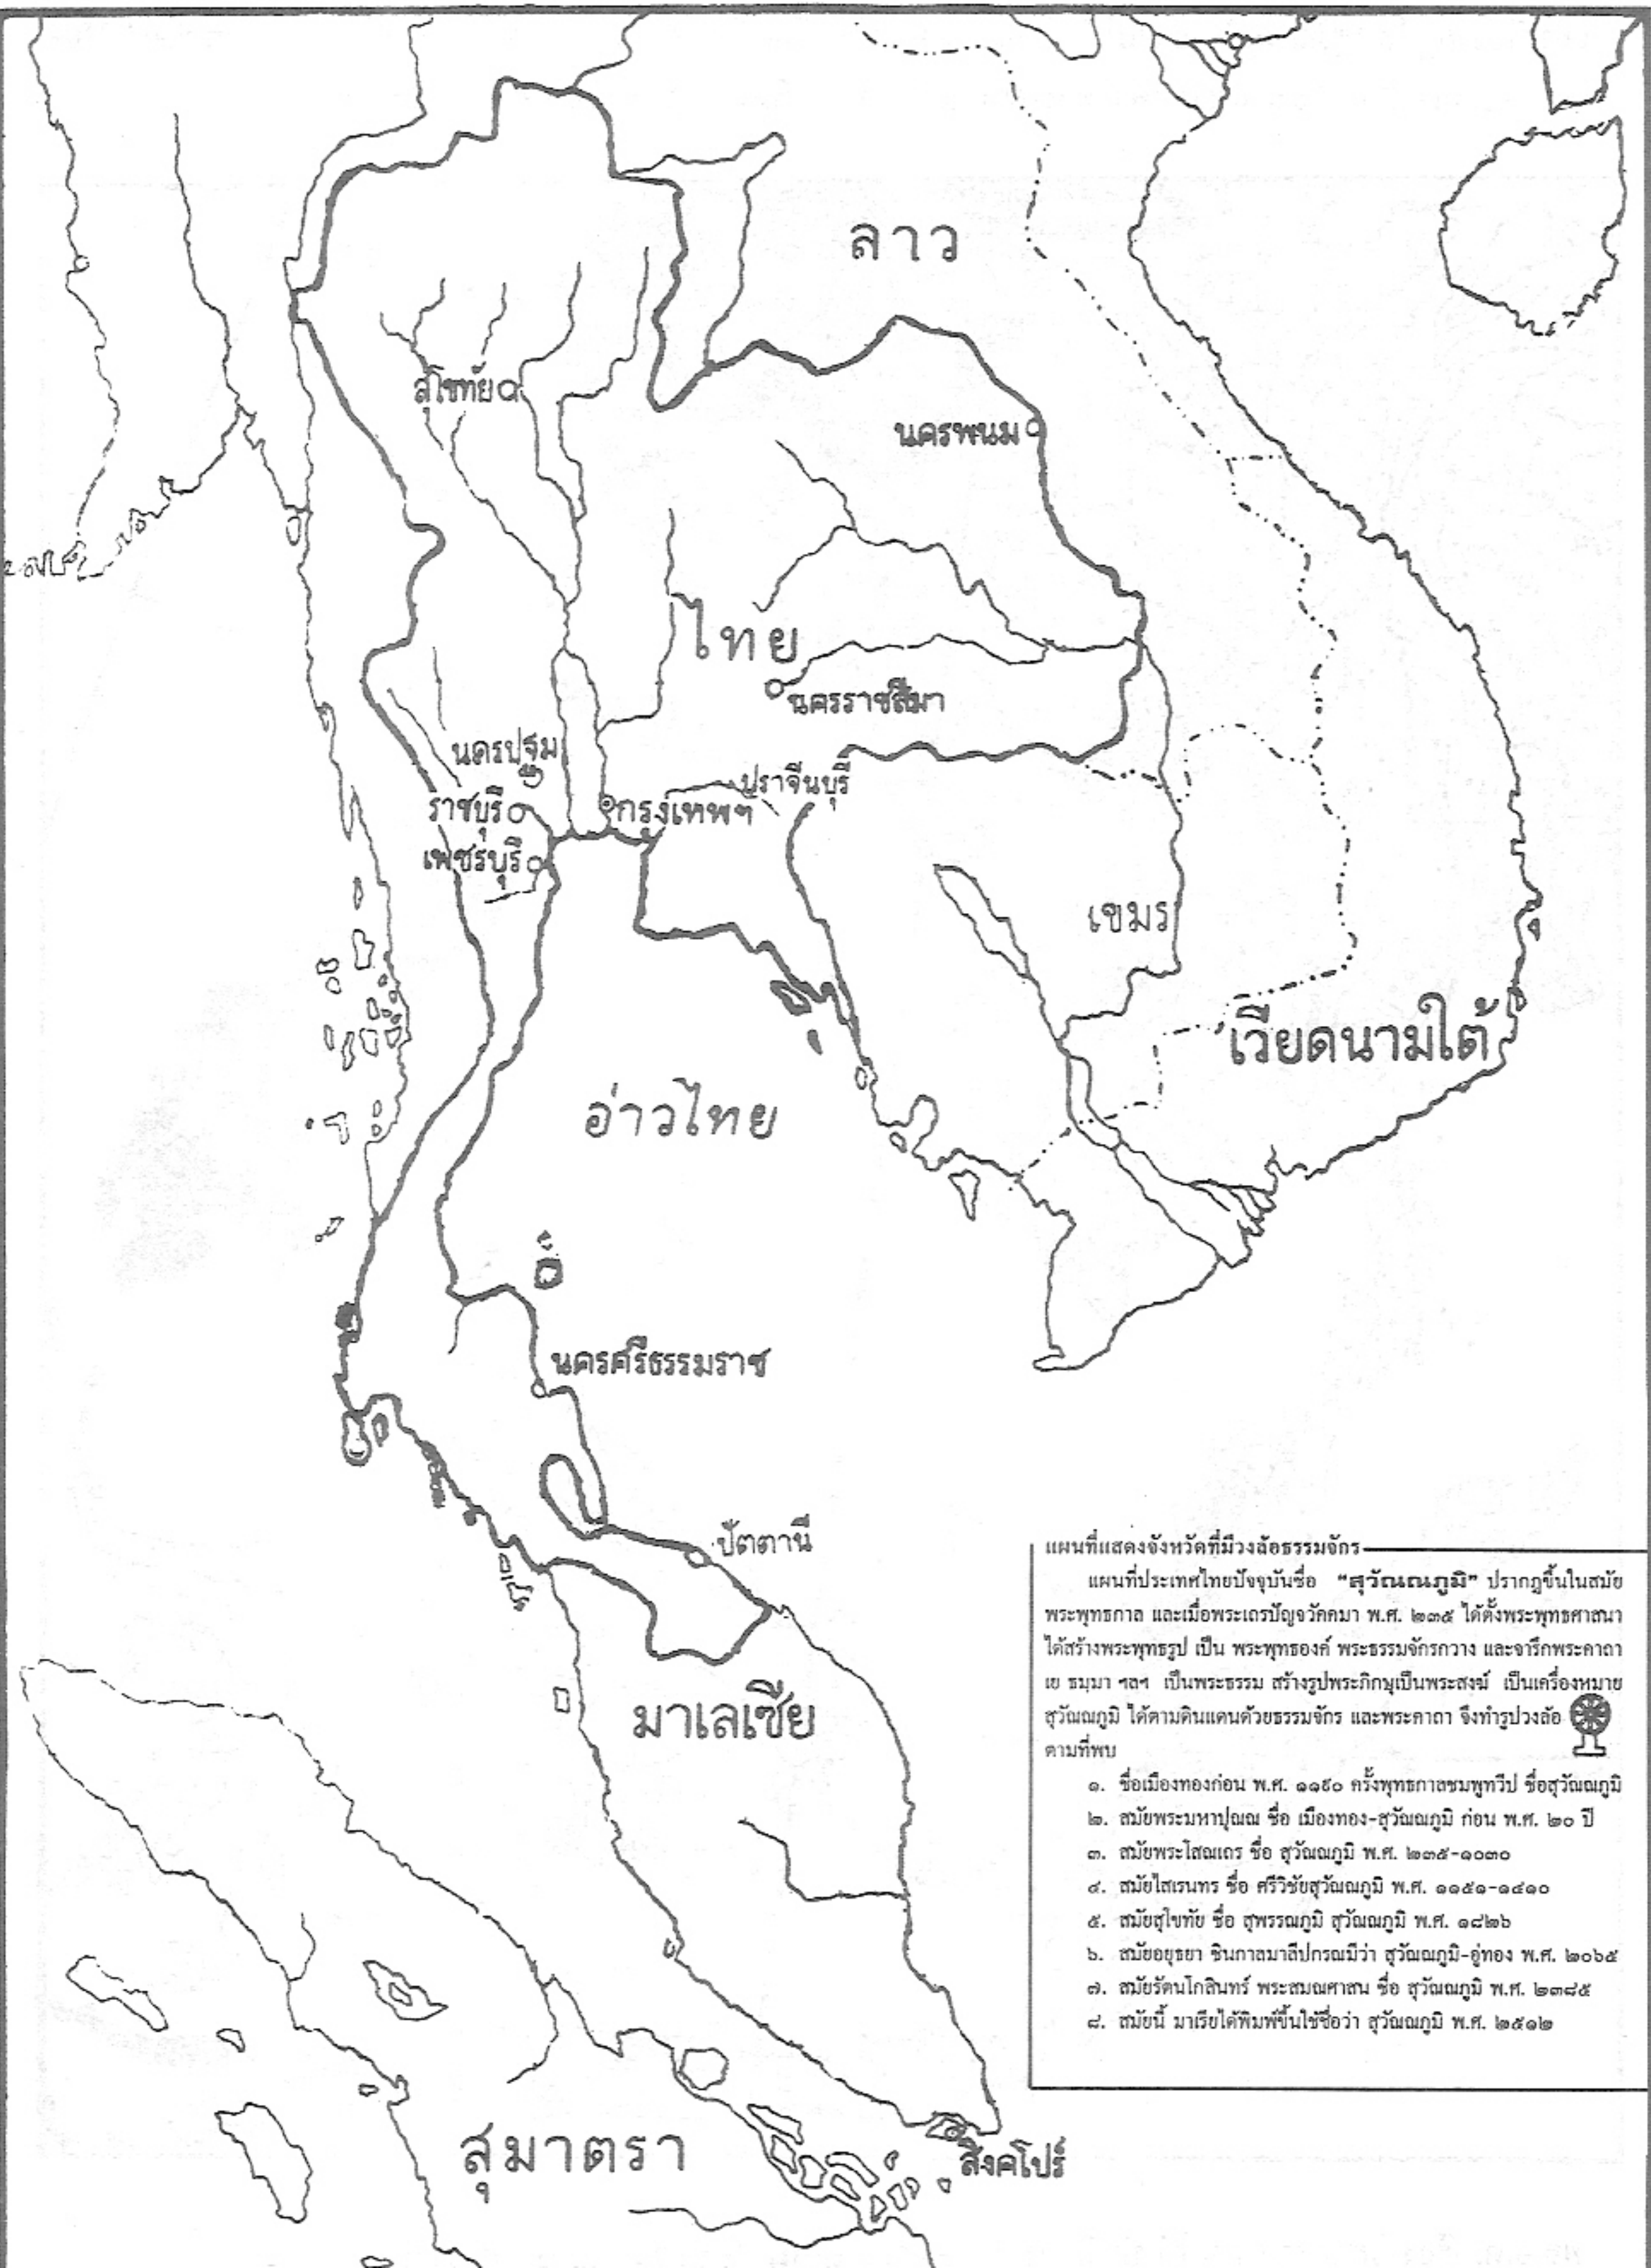 ลาว
สุโขทัย
นครพนม
ไทย
นครราชสีมา
นครปฐม
ปราจีนบุรี
ราชบุรี
กรุงเทพฯ
เพชรบุรี
เขมร
เวียดนามใต้
อ่าวไทย
นครศรีธรรมราช
ปัตตานี
แผนที่แสดงจังหวัดที่มีวงล้อธรรมจักร
แผนที่ประเทศไทยปัจจุบันชื่อ "สุวัณณภูมิ" ปรากฏขึ้นในสมัย
พระพุทธกาล และเมื่อพระเถรปัญจวัคคมา พ.ศ. ๒๓๕ ได้ตั้งพระพุทธศาสนา
ได้สร้างพระพุทธรูป เป็น พระพุทธองค์ พระธรรมจักรกวาง และจารึกพระคาถา
เย ธมฺมา ฯลฯ เป็นพระธรรม สร้างรูปพระภิกษุเป็นพระสงฆ์ เป็นเครื่องหมาย
สุวัณณภูมิ ได้ตามดินแดนด้วยธรรมจักร และพระคาถา จึงทำรูปวงล้อ
ตามที่พบ
๑. ชื่อเมืองทองก่อน พ.ศ. ๑๑๙๐ ครั้งพุทธกาลชมพูทวีป ชื่อสุวัณณภูมิ
๒. สมัยพระมหาปุณณ ชื่อ เมืองทอง-สุวัณณภูมิ ก่อน พ.ศ. ๒๐ ปี
๓. สมัยพระโสณเถร ชื่อ สุวัณณภูมิ พ.ศ. ๒๓๕-๑๐๓๐
๔. สมัยไสเรนทร ชื่อ ศรีวิชัยสุวัณณภูมิ พ.ศ. ๑๑๕๑-๑๔๑๐
๕. สมัยสุโขทัย ชื่อ สุพรรณภูมิ สุวัณณภูมิ พ.ศ. ๑๘๒๖
๖. สมัยอยุธยา ชินกาลมาลีปกรณมีว่า สุวัณณภูมิ-อู่ทอง พ.ศ. ๒๐๖๕
๗. สมัยรัตนโกสินทร์ พระสมณศาสน ชื่อ สุวัณณภูมิ พ.ศ. ๒๓๘๕
๘. สมัยนี้ มาเรียได้พิมพ์ขึ้นใช้ชื่อว่า สุวัณณภูมิ พ.ศ. ๒๕๑๒
มาเลเซีย
สุมาตรา
สิงคโปร์